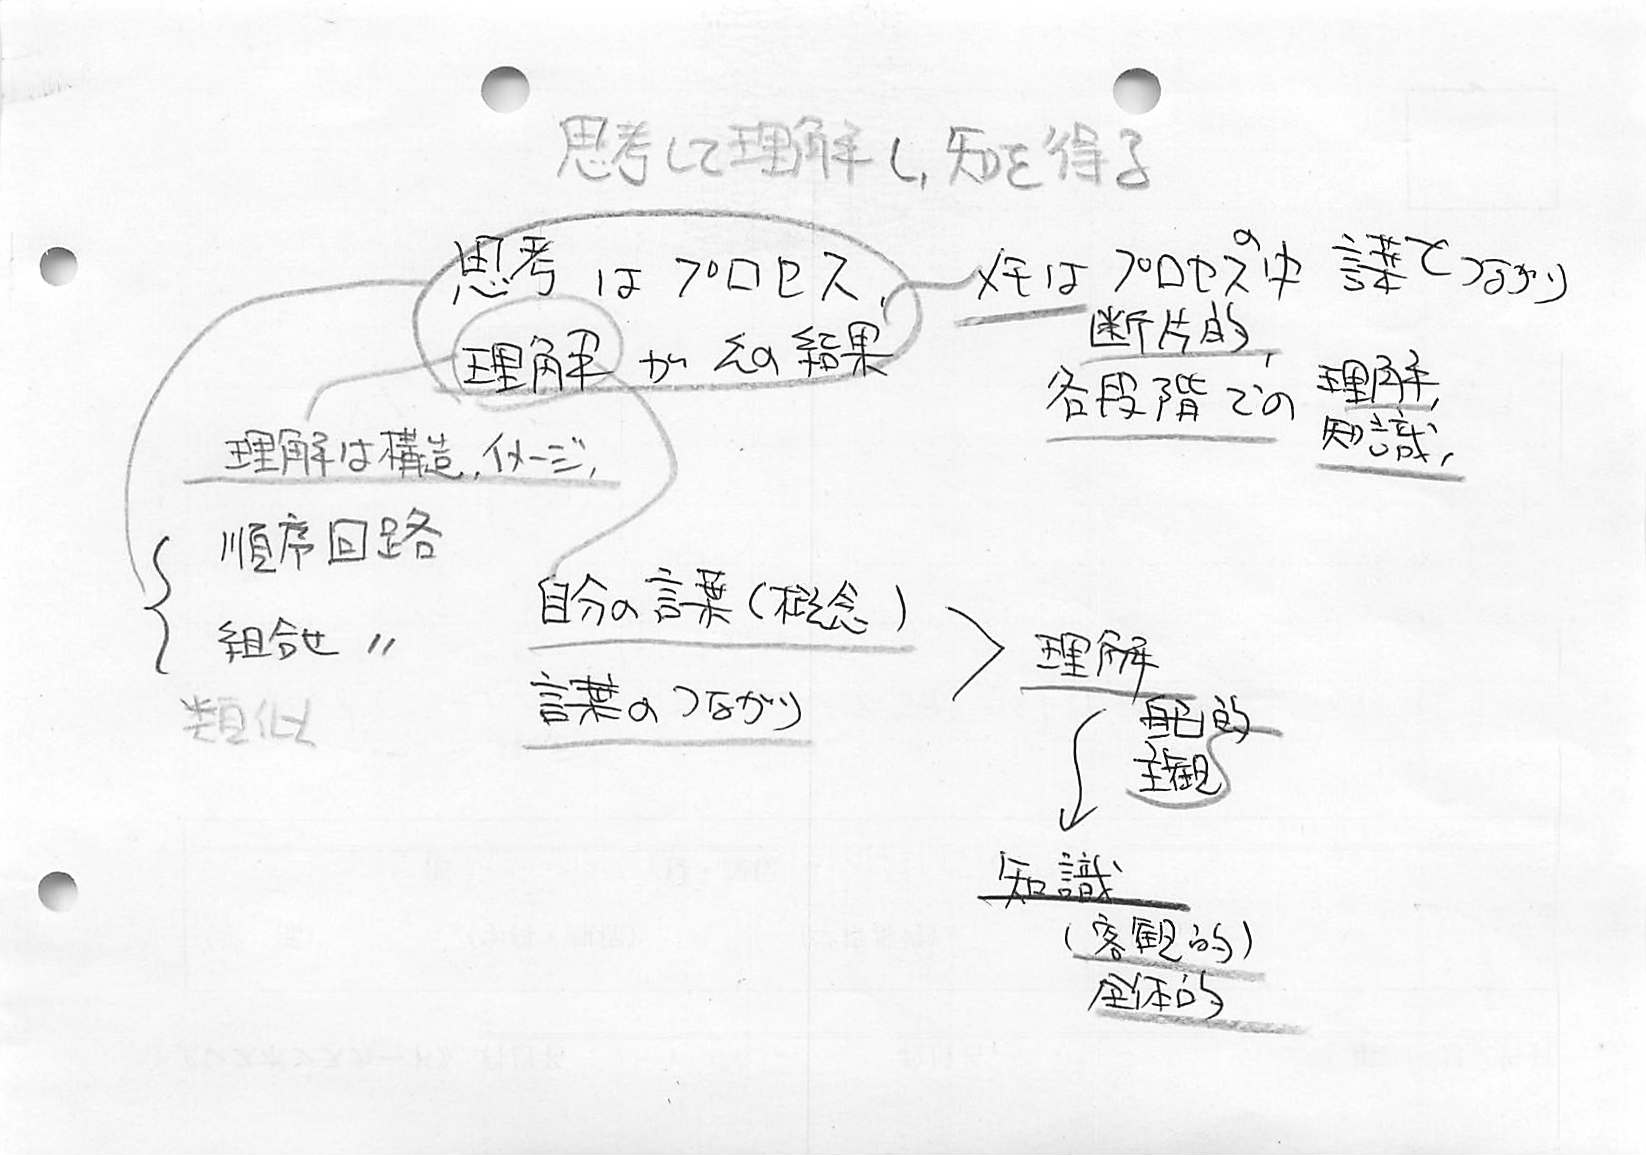 思考して理解し,知を得る
思考はプロセス,
理解がその結果
メモはプロセスの中 言葉とつながり
断片的,
各段階での理解,
知識,
理解は構造,イメージ,
順序回路
組合せ 〃
類似
自分の言葉(概念)
言葉のつながり
理解
自己的
主観
知識
(客観的)
全体的